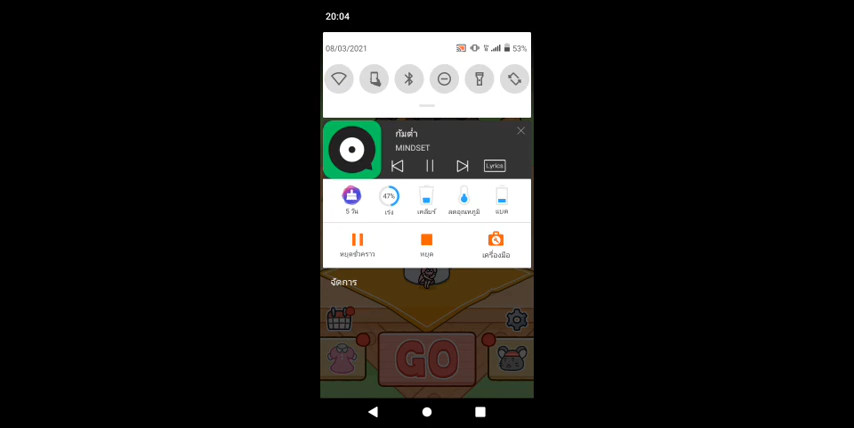 20:04
08/03/2021
53%
ก้มต่ำ
MINDSET
Lyrics
47%
5 วัน
เร่ง
เคลียร์
ลดอุณหภูมิ
แบต
หยุดชั่วคราว
หยุด
เครื่องมือ
จัดการ
GO